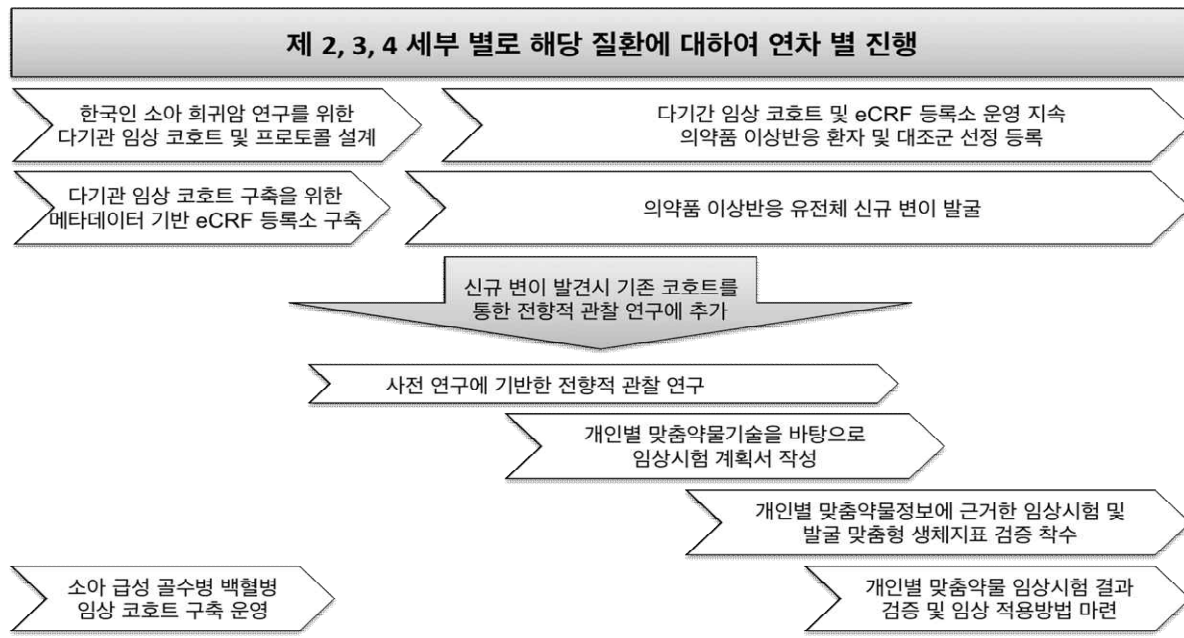 제 2, 3, 4 세부 별로 해당 질환에 대하여 연차 별 진행
한국인 소아 희귀암 연구를 위한
다기관 임상 코호트 및 프로토콜 설계
다기간 임상 코호트 및 eCRF 등록소 운영 지속
의약품 이상반응 환자 및 대조군 선정 등록
다기관 임상 코호트 구축을 위한
메타데이터 기반 eCRF 등록소 구축
의약품 이상반응 유전체 신규 변이 발굴
신규 변이 발견시 기존 코호트를
통한 전향적 관찰 연구에 추가
사전 연구에 기반한 전향적 관찰 연구
개인별 맞춤약물기술을 바탕으로
임상시험 계획서 작성
개인별 맞춤약물정보에 근거한 임상시험 및
발굴 맞춤형 생체지표 검증 착수
소아 급성 골수병 백혈병
임상 코호트 구축 운영
개인별 맞춤약물 임상시험 결과
검증 및 임상 적용방법 마련